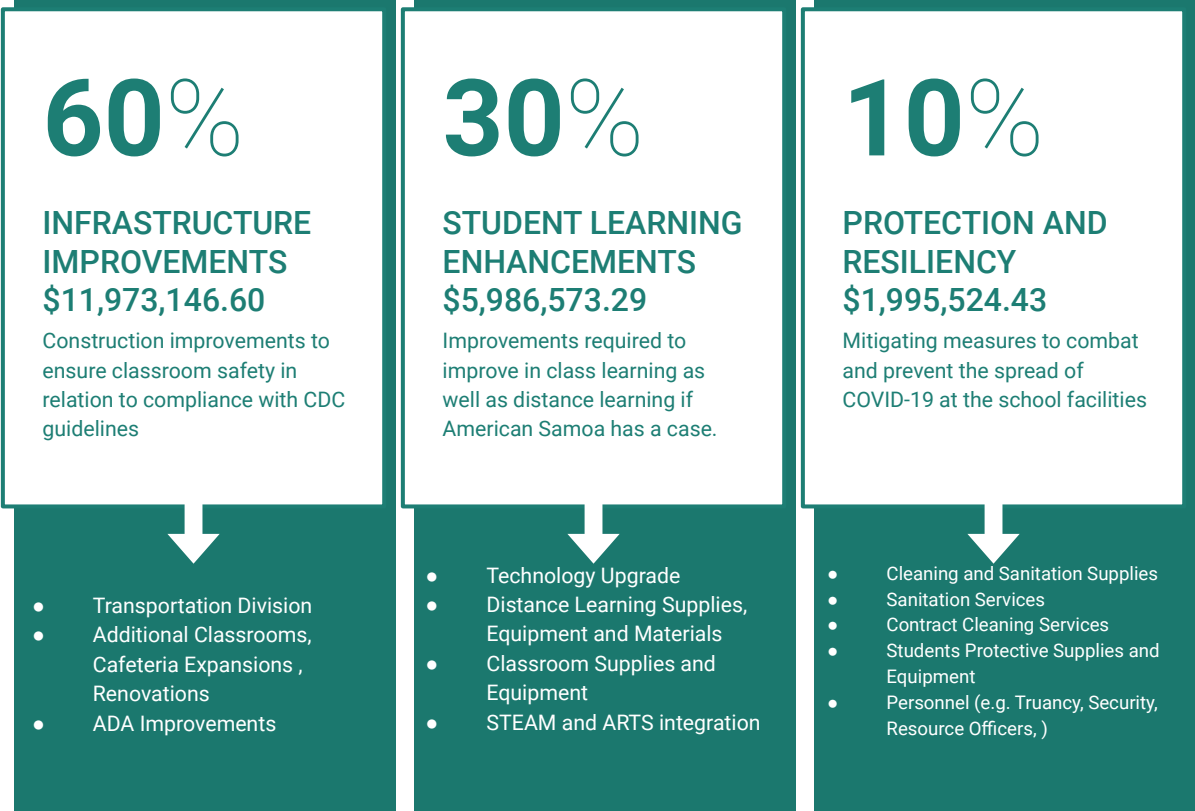 60%
INFRASTRUCTURE
IMPROVEMENTS
$11,973,146.60
Construction improvements to
ensure classroom safety in
relation to compliance with CDC
guidelines
● Transportation Division
● Additional Classrooms,
Cafeteria Expansions ,
Renovations
● ADA Improvements
30%
STUDENT LEARNING
ENHANCEMENTS
$5,986,573.29
Improvements required to
improve in class learning as
well as distance learning if
American Samoa has a case.
● Technology Upgrade
● Distance Learning Supplies,
Equipment and Materials
● Classroom Supplies and
Equipment
● STEAM and ARTS integration
10%
PROTECTION AND
RESILIENCY
$1,995,524.43
Mitigating measures to combat
and prevent the spread of
COVID-19 at the school facilities
● Cleaning and Sanitation Supplies
● Sanitation Services
● Contract Cleaning Services
● Students Protective Supplies and
Equipment
● Personnel (e.g. Truancy, Security,
Resource Officers, )